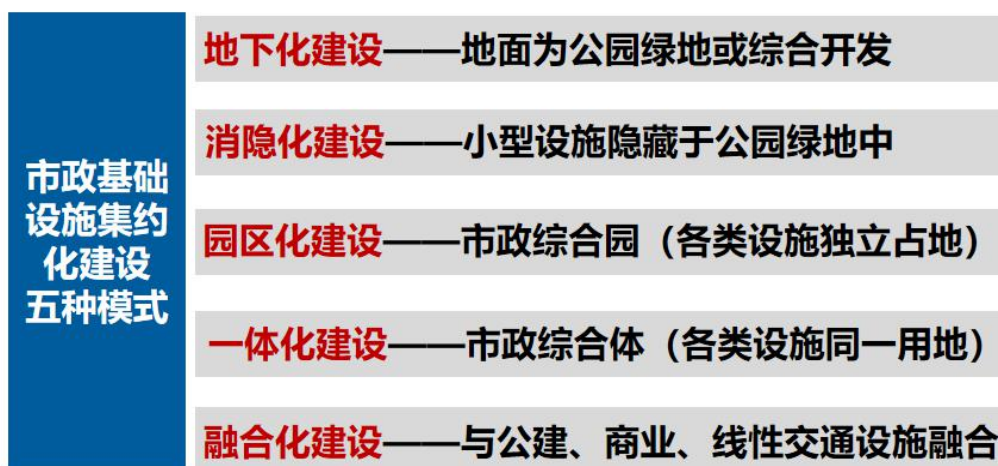 市政基础
设施集约
化建设
五种模式
地下化建设——地面为公园绿地或综合开发
消隐化建设——小型设施隐藏于公园绿地中
园区化建设——市政综合园（各类设施独立占地）
一体化建设——市政综合体（各类设施同一用地）
融合化建设——与公建、商业、线性交通设施融合